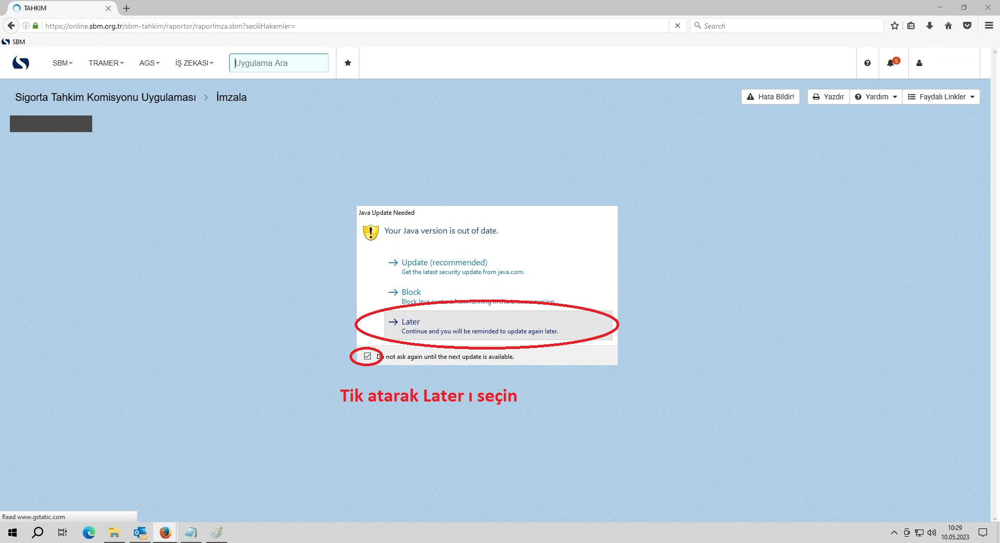 TAHKIM
https://online.sbm.org.tr/sbm-tahkim/raportor/raporImza.sbm?seciliHakemler=
Search
SBM
SBM
TRAMER
AGS
İŞ ZEKASI
Uygulama Ara
5
Sigorta Tahkim Komisyonu Uygulaması > İmzala
Hata Bildir!
Yazdır
Yardım
Faydalı Linkler
Java Update Needed
Your Java version is out of date.
Update (recommended)
Get the latest security update from java.com.
Block
Block Java content from running in this browser session.
Later
Continue and you will be reminded to update again later.
Do not ask again until the next update is available.
Tik atarak Later ı seçin
Read www.gstatic.com
10:29
10.05.2023